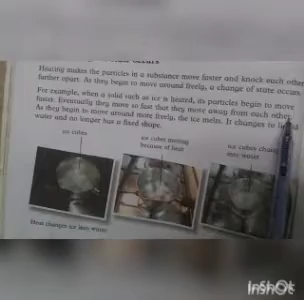 occurs
Heating makes the particles in a substance move faster and knock each other
further apart. As they begin to move around freely, a change of state occurs.
For example, when a solid such as ice is heated, its particles begin to move
faster. Eventually they move so fast that they move away from each other.
As they begin to move around more freely, the ice melts. It changes to liquid
water and no longer has a fixed shape.
ice cubes
ice cubes melting
because of heat
ice cubes change
into water
Heat changes ice into water
InShOt